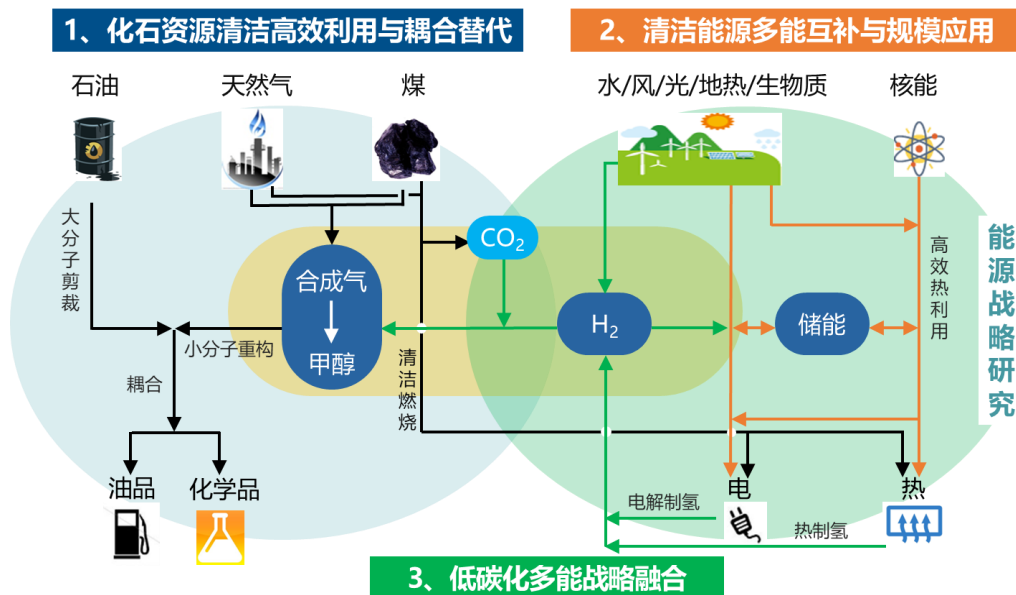 1、化石资源清洁高效利用与耦合替代
2、清洁能源多能互补与规模应用
石油
天然气
煤
水/风/光/地热/生物质
核能
大分子剪裁
CO₂
高效热利用
能源战略研究
合成气
甲醇
H₂
储能
小分子重构
清洁燃烧
耦合
油品
化学品
电
热
电解制氢
热制氢
3、低碳化多能战略融合